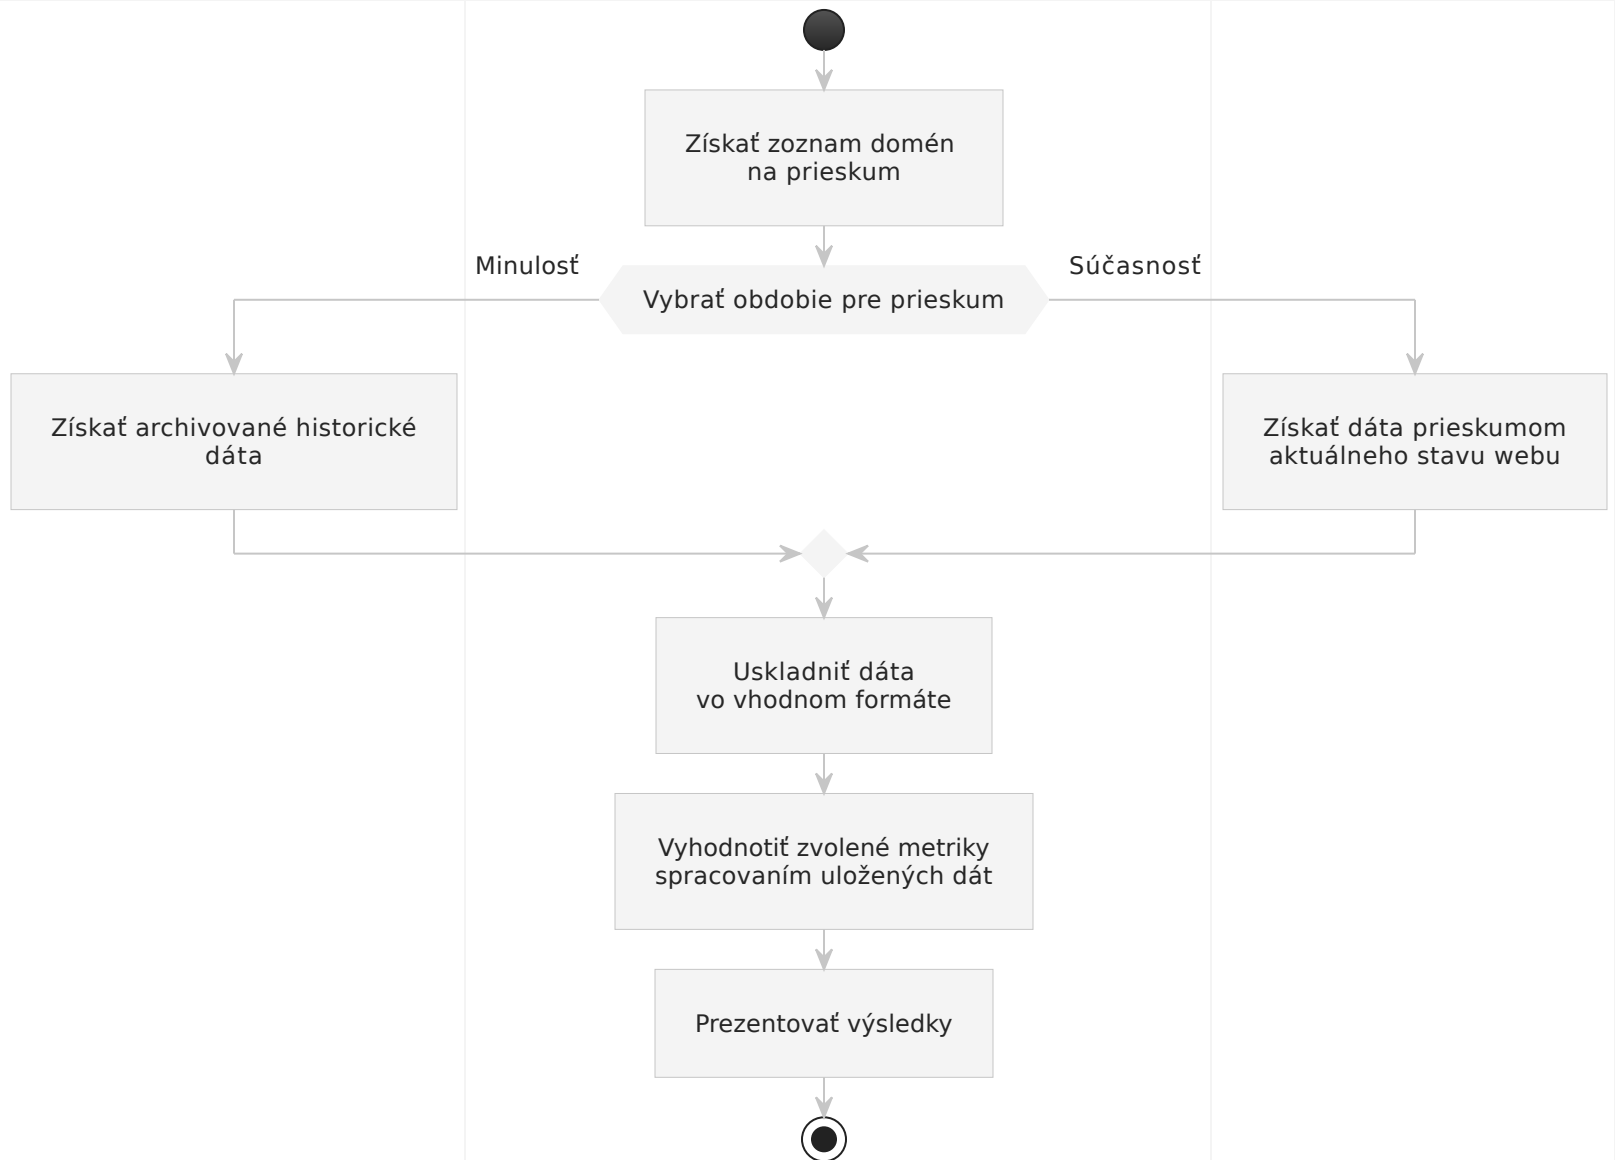 Získať zoznam domén
na prieskum
Minulosť
Súčasnosť
Vybrať obdobie pre prieskum
Získať archivované historické
dáta
Získať dáta prieskumom
aktuálneho stavu webu
Uskladniť dáta
vo vhodnom formáte
Vyhodnotiť zvolené metriky
spracovaním uložených dát
Prezentovať výsledky